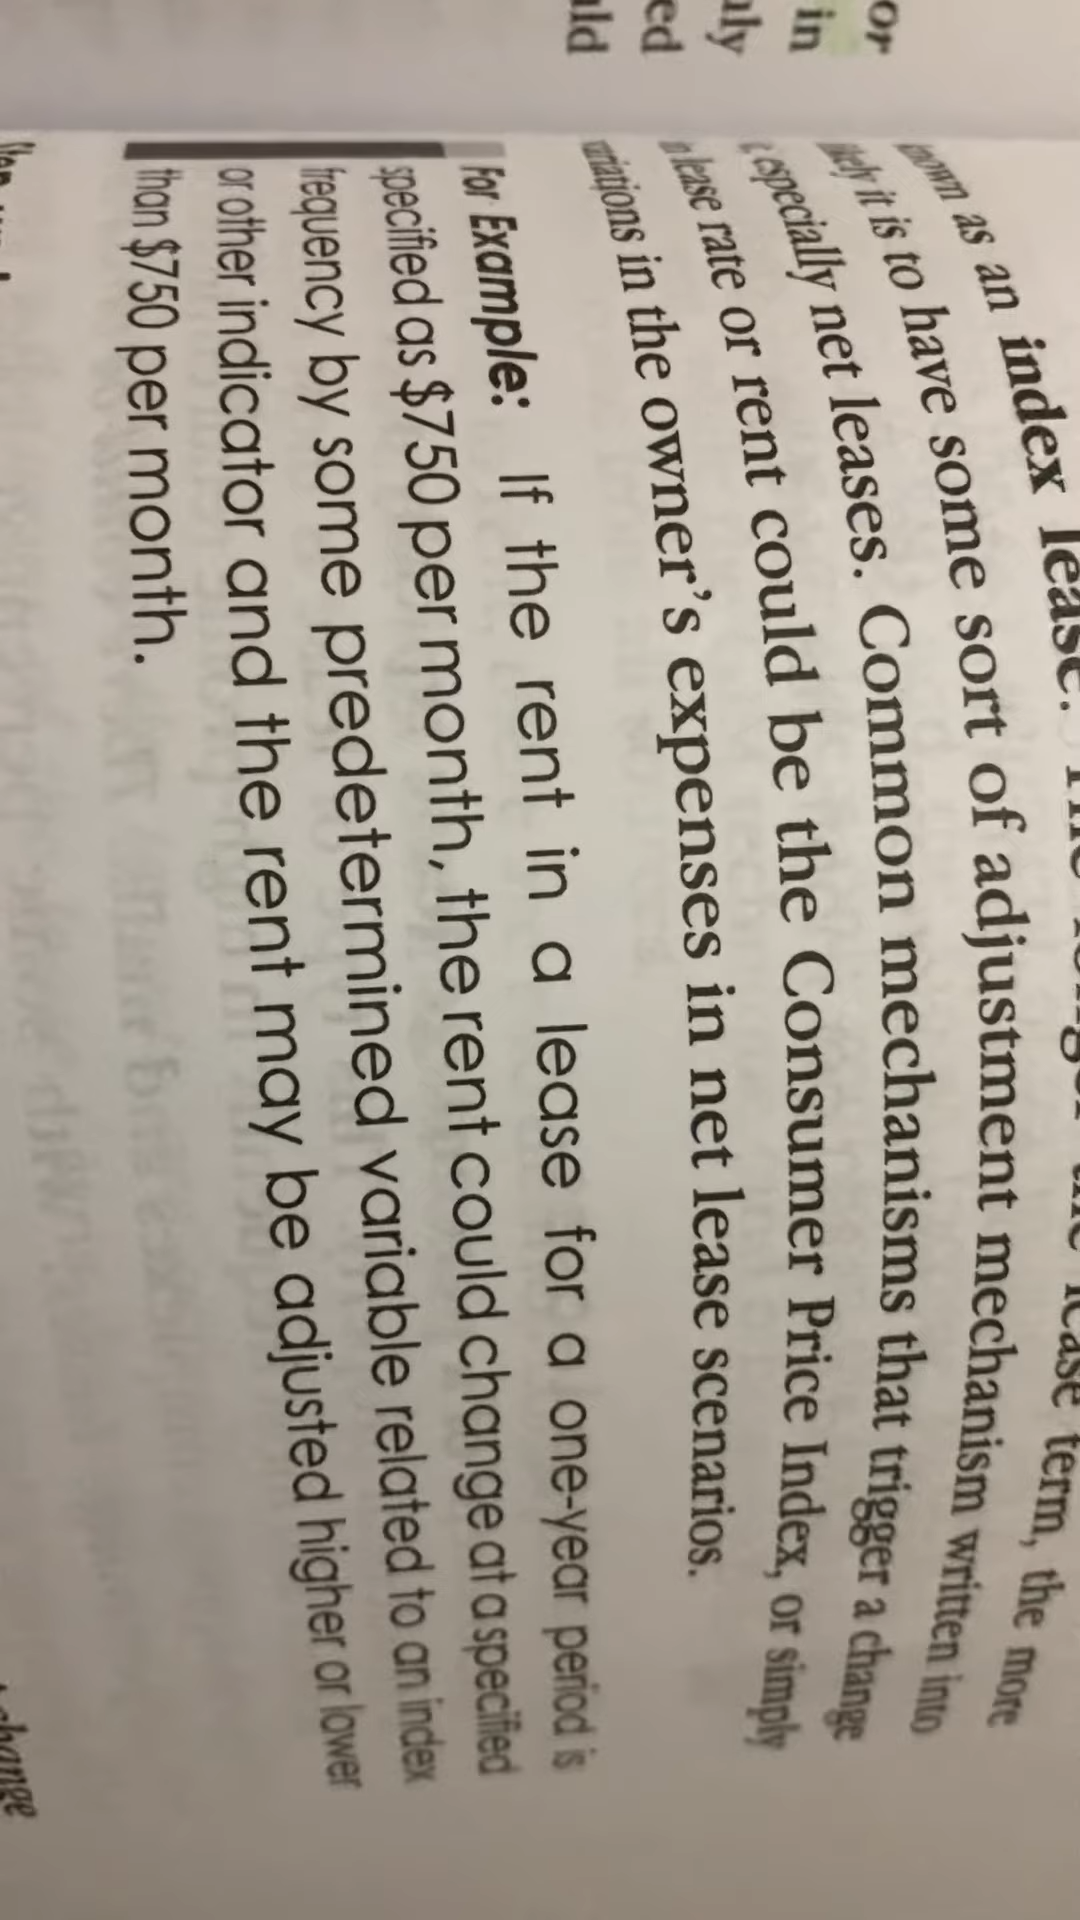 or
in
ed
as an index lease. The longer the lease term, the more
it is to have some sort of adjustment mechanism written into
especially net leases. Common mechanisms that trigger a change
lease rate or rent could be the Consumer Price Index, or simply
in the owner's expenses in net lease scenarios.
For Example: If the rent in a lease for a one-year period is
specified as $750 per month, the rent could change at a specified
frequency by some predetermined variable related to an index
or other indicator and the rent may be adjusted higher or lower
than $750 per month.
change